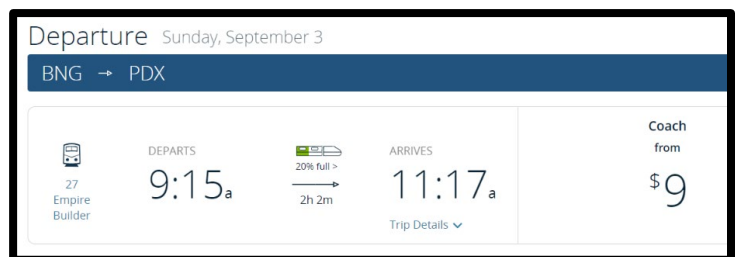 Departure Sunday, September 3
BNG → PDX
27
Empire
Builder
DEPARTS
9:15a
20% full >
2h 2m
ARRIVES
11:17a
Trip Details
Coach
from
$9